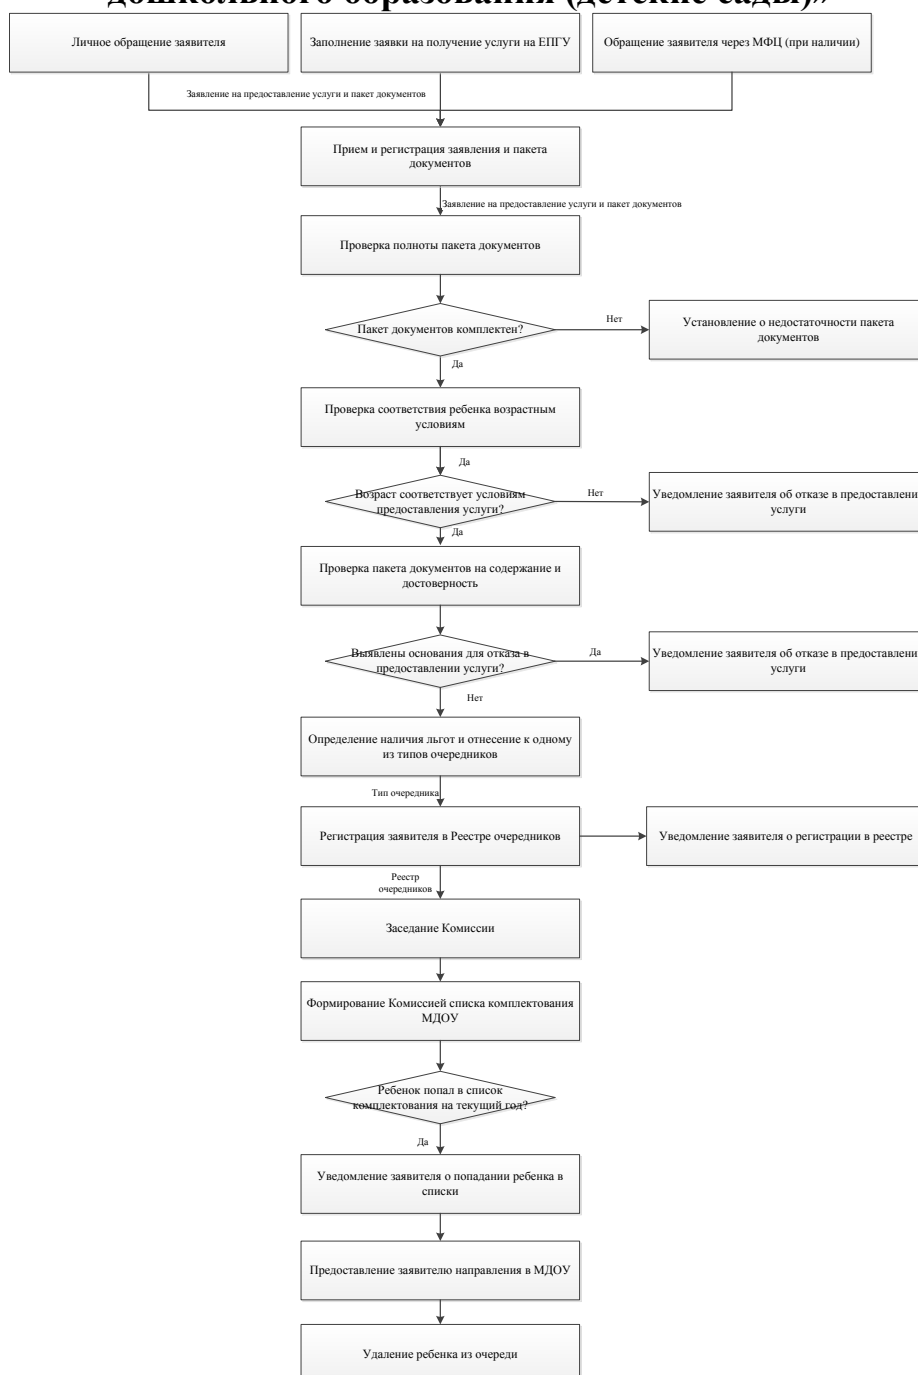 дошкольного образования (детские сады)»
Личное обращение заявителя
Заполнение заявки на получение услуги на ЕПГУ
Обращение заявителя через МФЦ (при наличии)
Заявление на предоставление услуги и пакет документов
Прием и регистрация заявления и пакета
документов
Заявление на предоставление услуги и пакет документов
Проверка полноты пакета документов
Пакет документов комплектен?
Нет
Установление о недостаточности пакета
документов
Да
Проверка соответствия ребенка возрастным
условиям
Да
Возраст соответствует условиям
предоставления услуги?
Нет
Уведомление заявителя об отказе в предоставлени
услуги
Да
Проверка пакета документов на содержание и
достоверность
Выявлены основания для отказа в
предоставлении услуги?
Да
Уведомление заявителя об отказе в предоставлени
услуги
Нет
Определение наличия льгот и отнесение к одному
из типов очередников
Тип очередника
Регистрация заявителя в Реестре очередников
Уведомление заявителя о регистрации в реестре
Реестр
очередников
Заседание Комиссии
Формирование Комиссией списка комплектования
МДОУ
Ребенок попал в список
комплектования на текущий год?
Да
Уведомление заявителя о попадании ребенка в
списки
Предоставление заявителю направления в МДОУ
Удаление ребенка из очереди